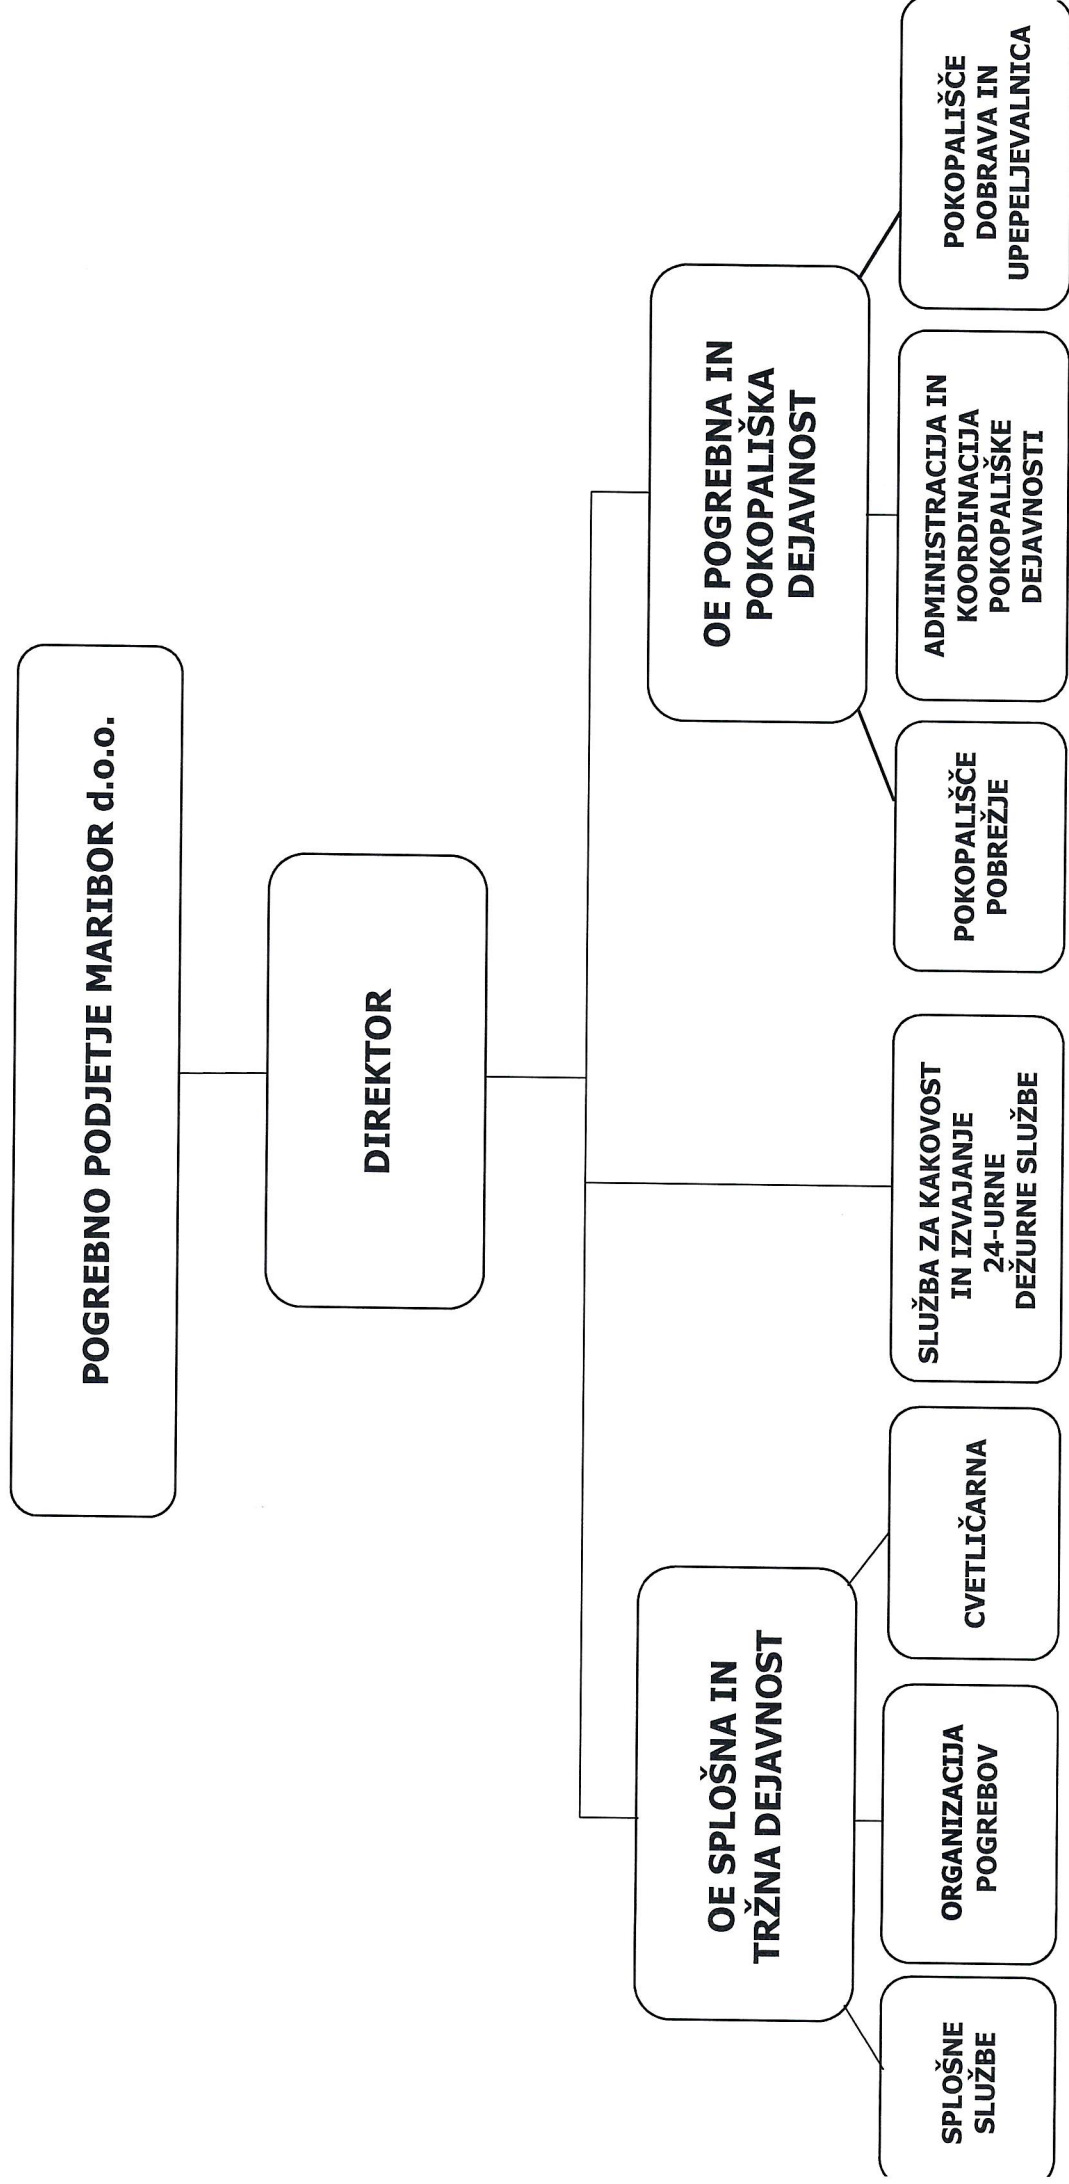 POGREBNO PODJETJE MARIBOR d.o.o.
DIREKTOR
OE SPLOŠNA IN
TRŽNA DEJAVNOST
OE POGREBNA IN
POKOPALIŠKA
DEJAVNOST
SPLOŠNE
SLUŽBE
ORGANIZACIJA
POGREBOV
CVETLIČARNA
SLUŽBA ZA KAKOVOST
IN IZVAJANJE
24-URNE
DEŽURNE SLUŽBE
POKOPALIŠČE
POBREŽJE
ADMINISTRACIJA IN
KOORDINACIJA
POKOPALIŠKE
DEJAVNOSTI
POKOPALIŠČE
DOBRAVA IN
UPEPELJEVALNICA